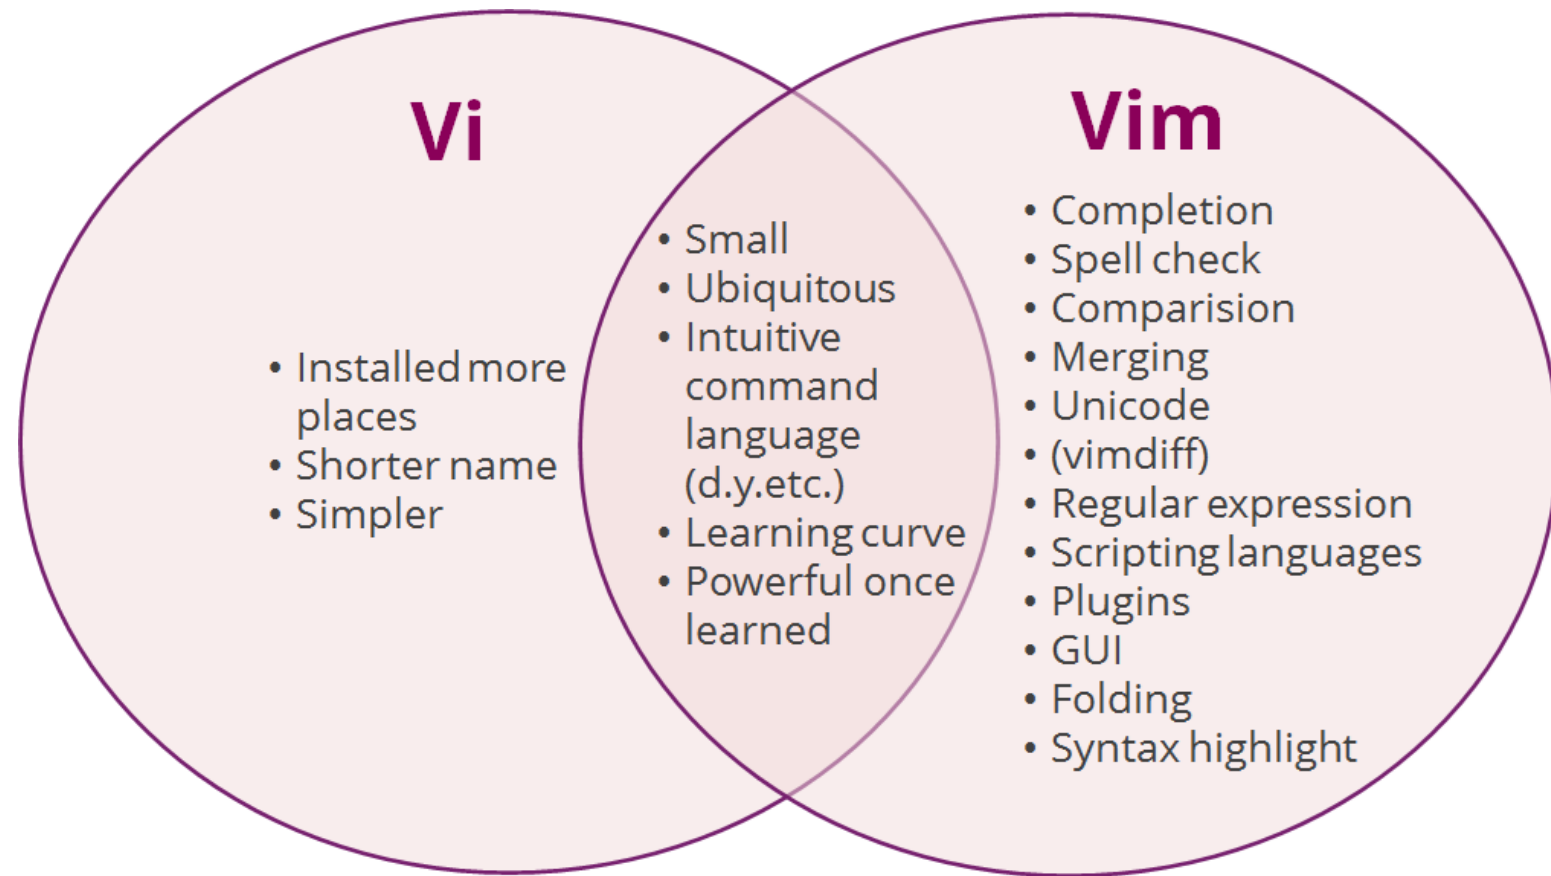 Vi
• Installed more
places
• Shorter name
• Simpler
• Small
• Ubiquitous
• Intuitive
command
language
(d.y.etc.)
• Learning curve
• Powerful once
learned
Vim
• Completion
• Spell check
• Comparision
• Merging
• Unicode
• (vimdiff)
• Regular expression
• Scripting languages
• Plugins
• GUI
• Folding
• Syntax highlight